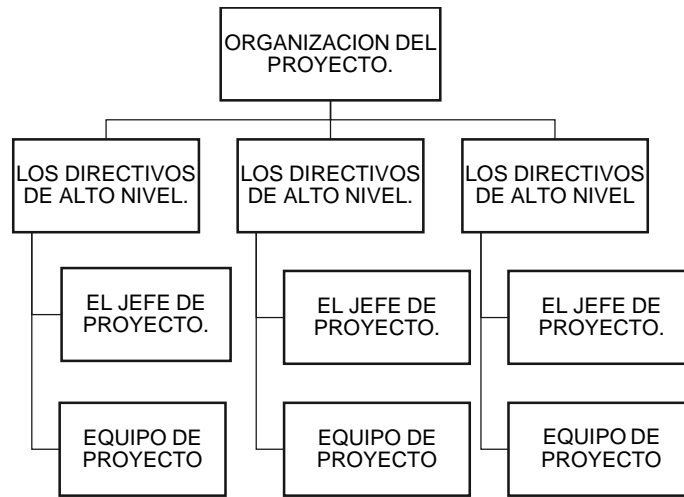 ORGANIZACION DEL
PROYECTO.
LOS DIRECTIVOS
DE ALTO NIVEL.
LOS DIRECTIVOS
DE ALTO NIVEL.
LOS DIRECTIVOS
DE ALTO NIVEL
EL JEFE DE
PROYECTO.
EL JEFE DE
PROYECTO.
EL JEFE DE
PROYECTO.
EQUIPO DE
PROYECTO
EQUIPO DE
PROYECTO
EQUIPO DE
PROYECTO